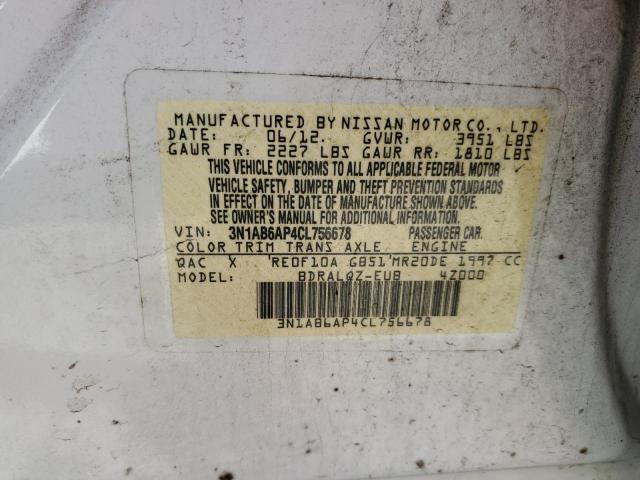 MANUFACTURED BY NISSAN MOTOR CO., LTD.
DATE: 06/12. GVWR: 3951 LBS
GAWR FR: 2227 LBS GAWR RR: 1810 LBS
THIS VEHICLE CONFORMS TO ALL APPLICABLE FEDERAL MOTOR
VEHICLE SAFETY, BUMPER AND THEFT PREVENTION STANDARDS
IN EFFECT ON THE DATE OF MANUFACTURE SHOWN ABOVE.
SEE OWNER'S MANUAL FOR ADDITIONAL INFORMATION.
VIN: 3N1AB6AP4CL756678 PASSENGER CAR.
COLOR TRIM TRANS AXLE ENGINE
QAC X 'RE0F10A GB51'MR20DE 1997 CC
MODEL: BDRALQZ-EUB 4Z000
3N1AB6AP4CL756678